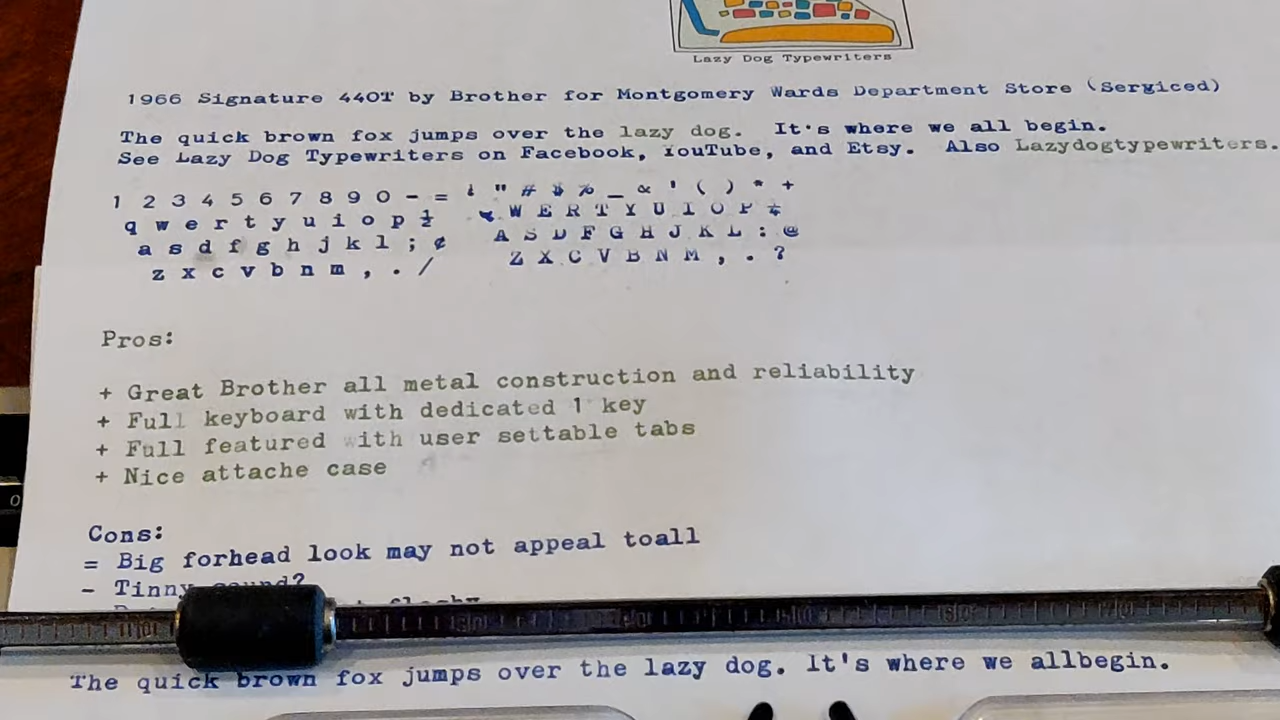 Lazy Dog Typewriters
1966 Signature 440T by Brother for Montgomery Wards Department Store (Serviced)
The quick brown fox jumps over the lazy dog. It's where we all begin.
See Lazy Dog Typewriters on Facebook, YouTube, and Etsy. Also Lazydogtypewriters.
1 2 3 4 5 6 7 8 9 0 - = ! " # $ % _ & ' ( ) * +
q w e r t y u i o p ½ W E R T Y U I O P ¼
a s d f g h j k l ; ¢ A S D F G H J K L : @
z x c v b n m , . / Z X C V B N M , . ?
Pros:
+ Great Brother all metal construction and reliability
+ Full keyboard with dedicated 1 key
+ Full featured with user settable tabs
+ Nice attache case
Cons:
= Big forhead look may not appeal toall
- Tinny sound?
The quick brown fox jumps over the lazy dog. It's where we allbegin.